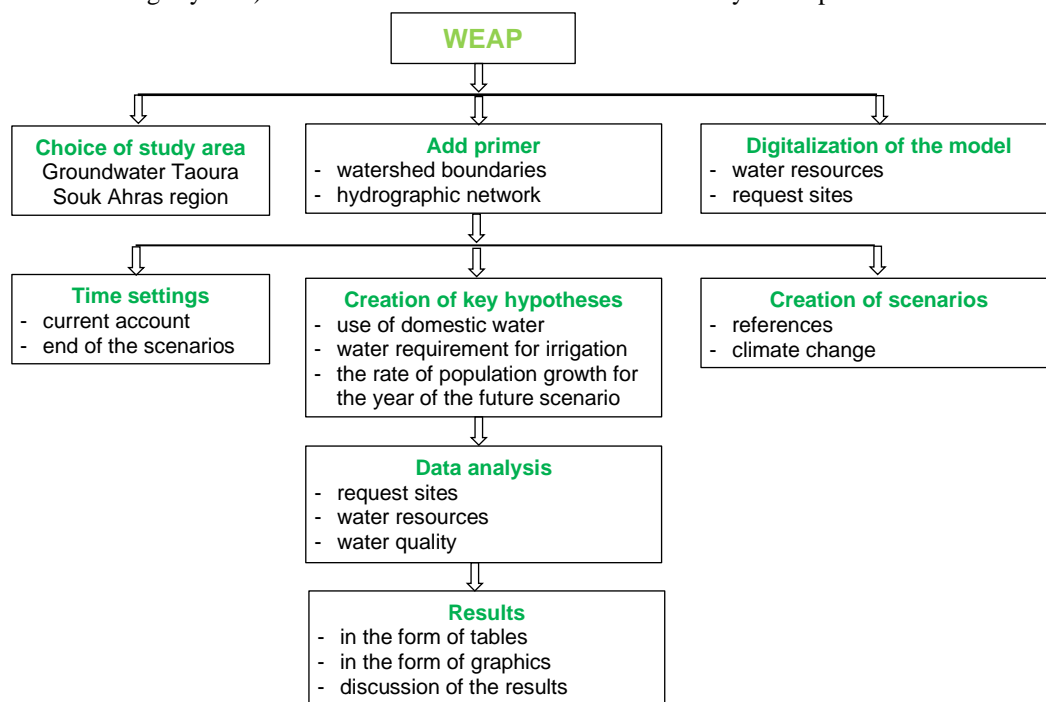 WEAP
Choice of study area
Groundwater Taoura
Souk Ahras region
Add primer
- watershed boundaries
- hydrographic network
Digitalization of the model
- water resources
- request sites
Time settings
- current account
- end of the scenarios
Creation of key hypotheses
- use of domestic water
- water requirement for irrigation
- the rate of population growth for
the year of the future scenario
Creation of scenarios
- references
- climate change
Data analysis
- request sites
- water resources
- water quality
Results
- in the form of tables
- in the form of graphics
- discussion of the results